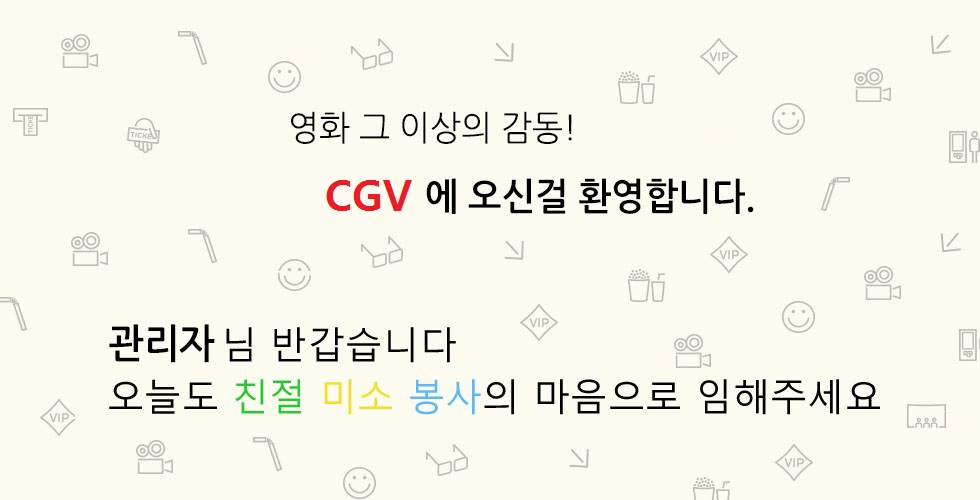 영화 그 이상의 감동!
CGV 에 오신걸 환영합니다.
관리자 님 반갑습니다
오늘도 친절 미소 봉사의 마음으로 임해주세요
VIP
TICKET
TICKET
VIP
VIP
VIP
VIP